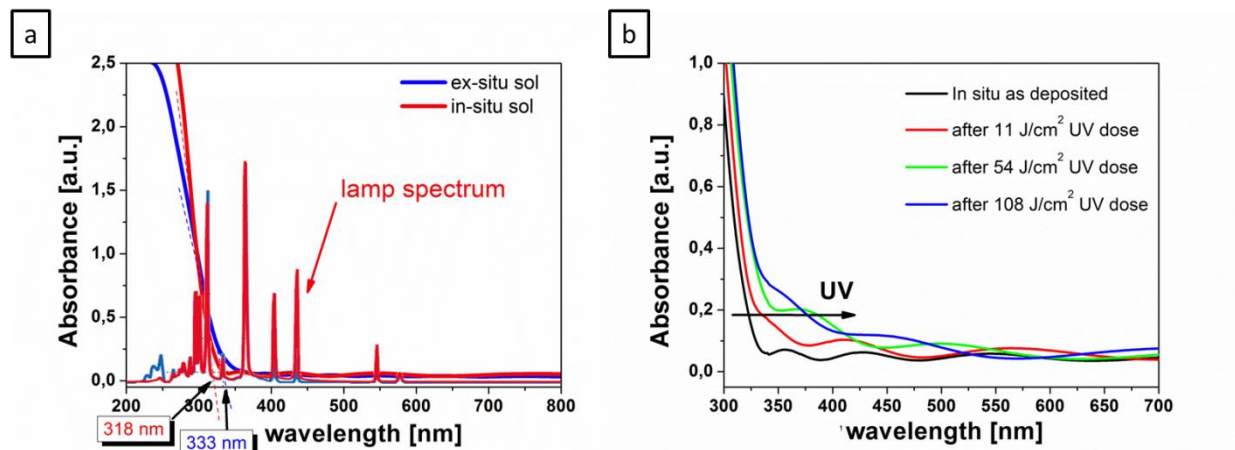 a
Absorbance [a.u.]
2,5
2,0
1,5
1,0
0,5
0,0
ex-situ sol
in-situ sol
lamp spectrum
200 300 400 500 600 700 800
318 nm
333 nm
wavelength [nm]
b
Absorbance [a.u.]
1,0
0,8
0,6
0,4
0,2
0,0
In situ as deposited
after 11 J/cm² UV dose
after 54 J/cm² UV dose
after 108 J/cm² UV dose
UV
300 350 400 450 500 550 600 650 700
wavelength [nm]